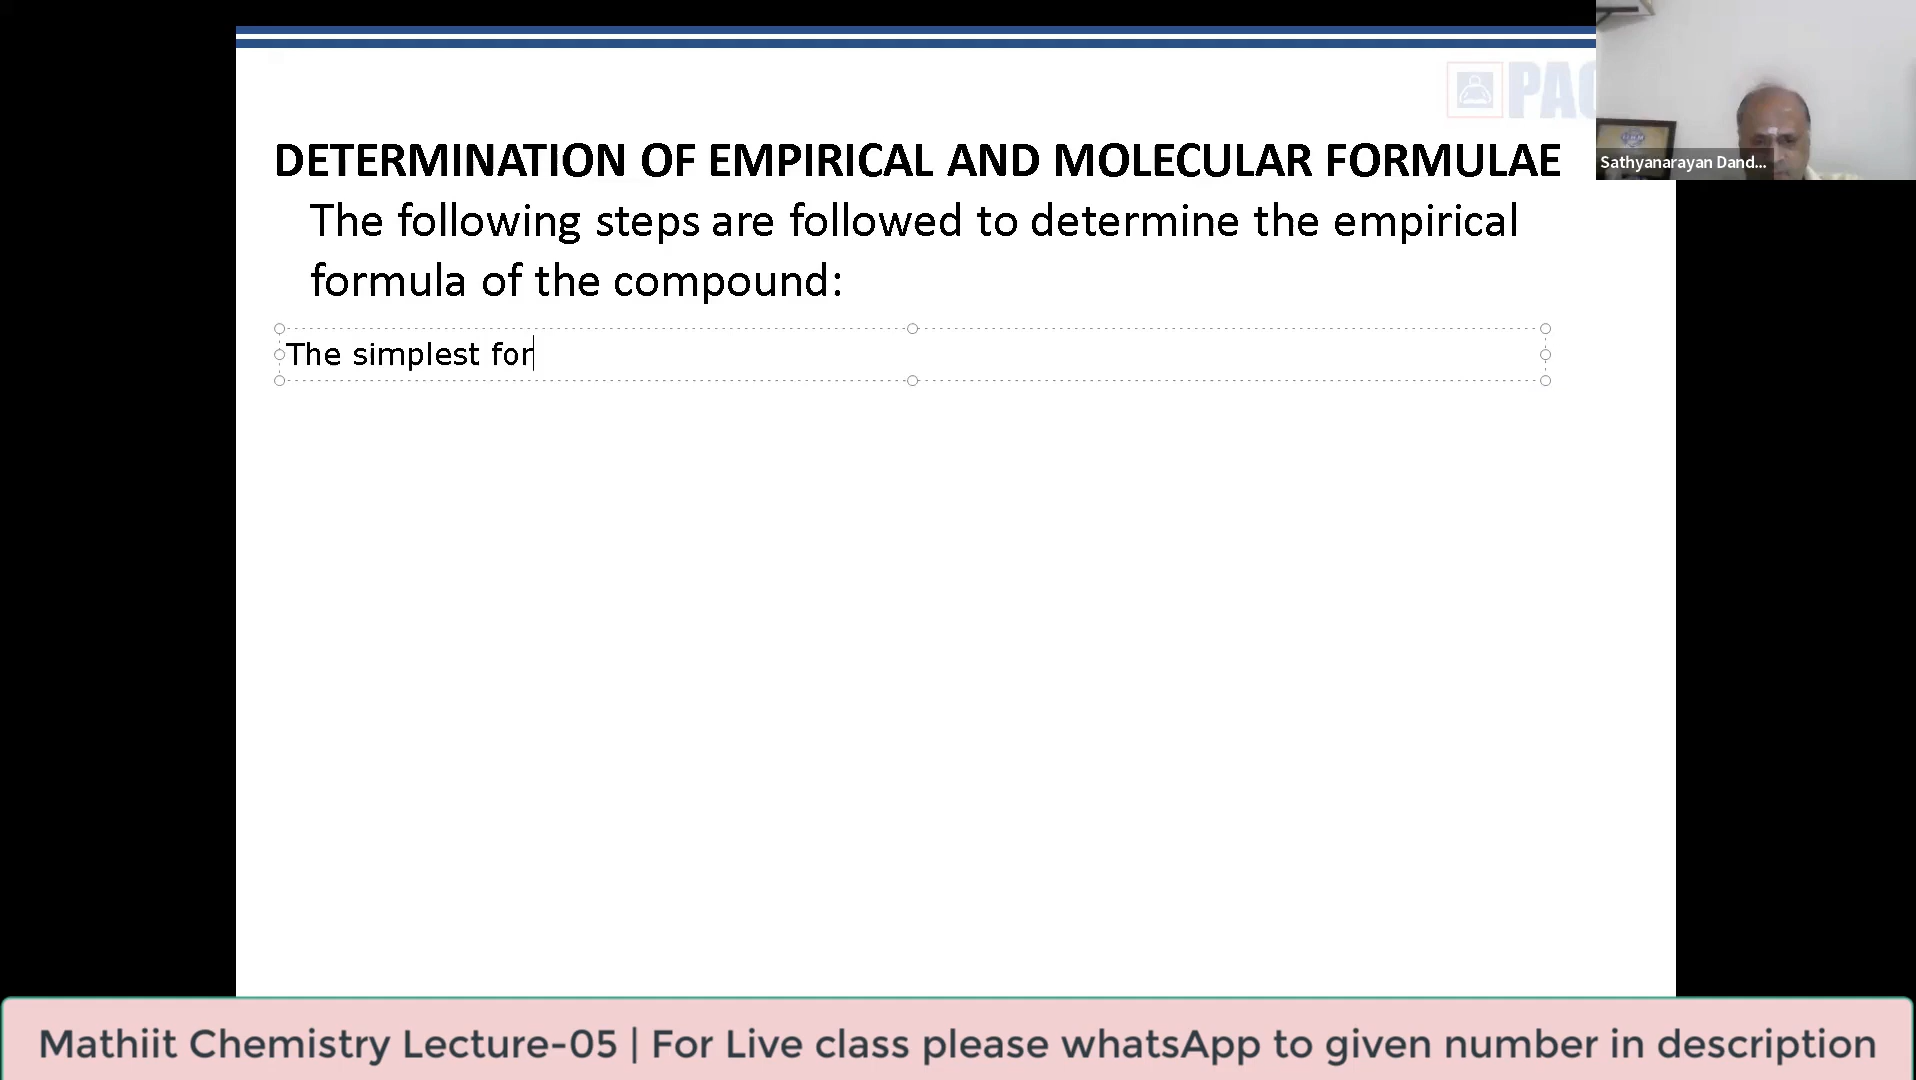 PAC
DETERMINATION OF EMPIRICAL AND MOLECULAR FORMULAE
Sathyanarayan Dand...
The following steps are followed to determine the empirical
formula of the compound:
The simplest for
Mathiit Chemistry Lecture-05 | For Live class please whatsApp to given number in description